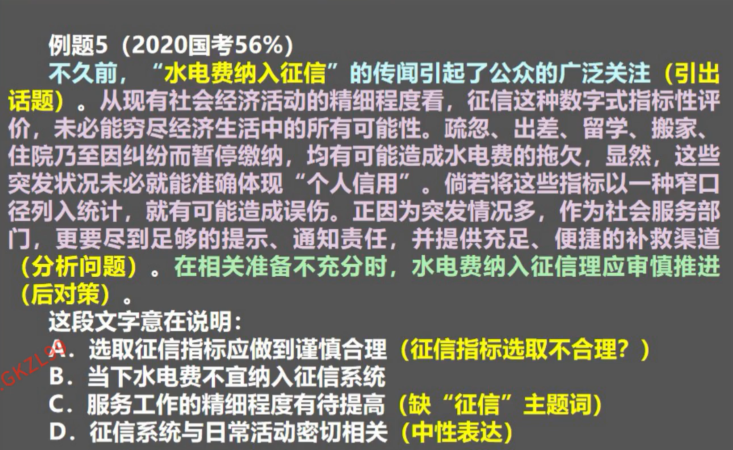 例题5（2020国考56%）
不久前，“水电费纳入征信”的传闻引起了公众的广泛关注（引出
话题）。从现有社会经济活动的精细程度看，征信这种数字式指标性评
价，未必能穷尽经济生活中的所有可能性。疏忽、出差、留学、搬家、
住院乃至因纠纷而暂停缴纳，均有可能造成水电费的拖欠，显然，这些
突发状况未必就能准确体现“个人信用”。倘若将这些指标以一种窄口
径列入统计，就有可能造成误伤。正因为突发情况多，作为社会服务部
门，更要尽到足够的提示、通知责任，并提供充足、便捷的补救渠道
（分析问题）。在相关准备不充分时，水电费纳入征信理应审慎推进
（后对策）。
这段文字意在说明：
A．选取征信指标应做到谨慎合理（征信指标选取不合理？）
B．当下水电费不宜纳入征信系统
C．服务工作的精细程度有待提高（缺“征信”主题词）
D．征信系统与日常活动密切相关（中性表达）